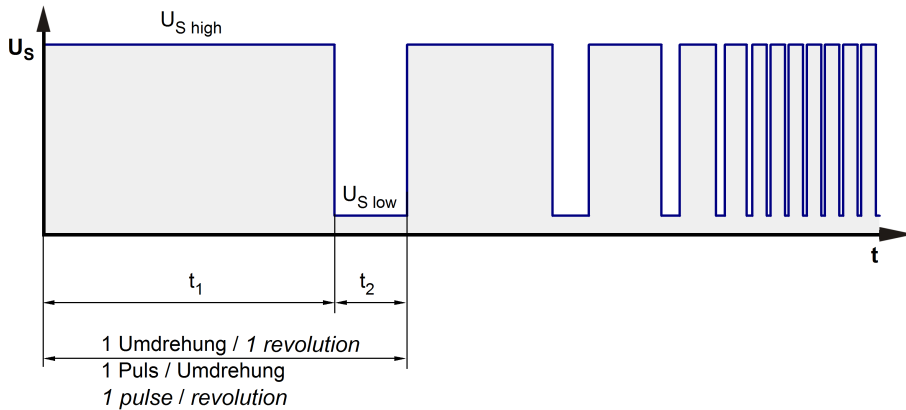 U_S high
U_S
U_S low
t
t_1
t_2
1 Umdrehung / 1 revolution
1 Puls / Umdrehung
1 pulse / revolution